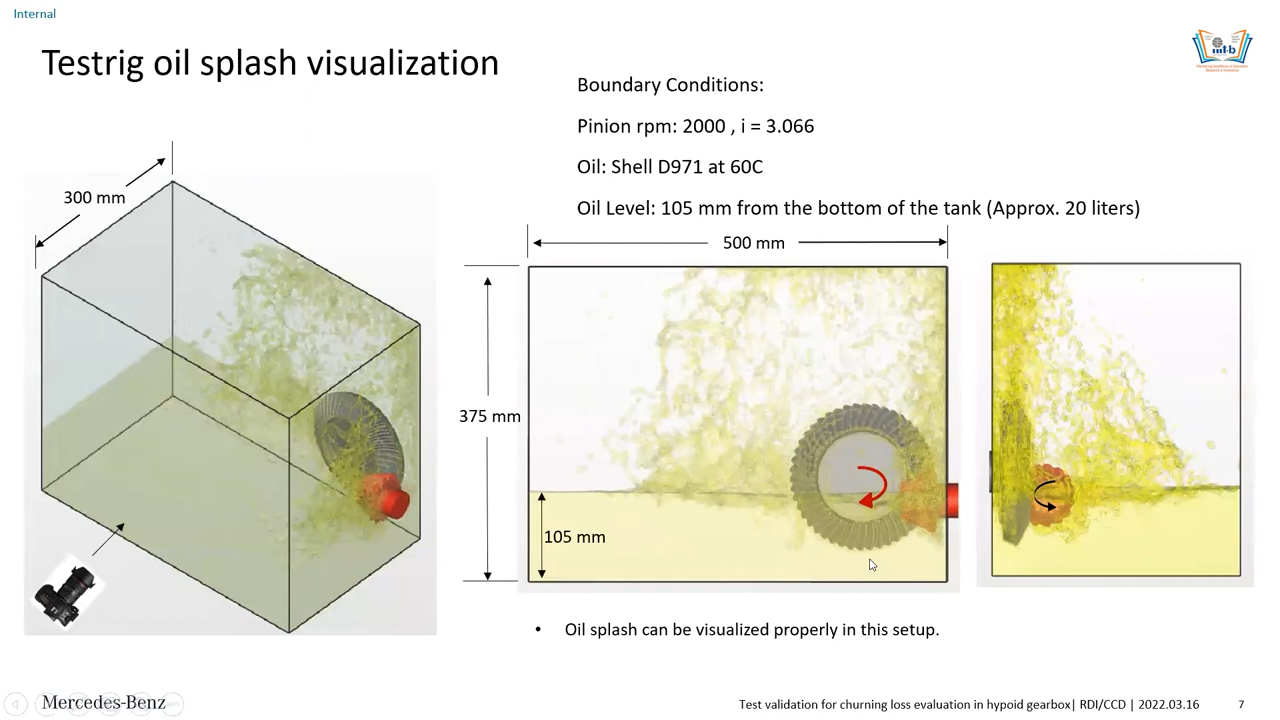 Internal
Testrig oil splash visualization
Boundary Conditions:
Pinion rpm: 2000 , i = 3.066
Oil: Shell D971 at 60C
Oil Level: 105 mm from the bottom of the tank (Approx. 20 liters)
300 mm
500 mm
375 mm
105 mm
• Oil splash can be visualized properly in this setup.
Mercedes-Benz
Test validation for churning loss evaluation in hypoid gearbox| RDI/CCD | 2022.03.16
7